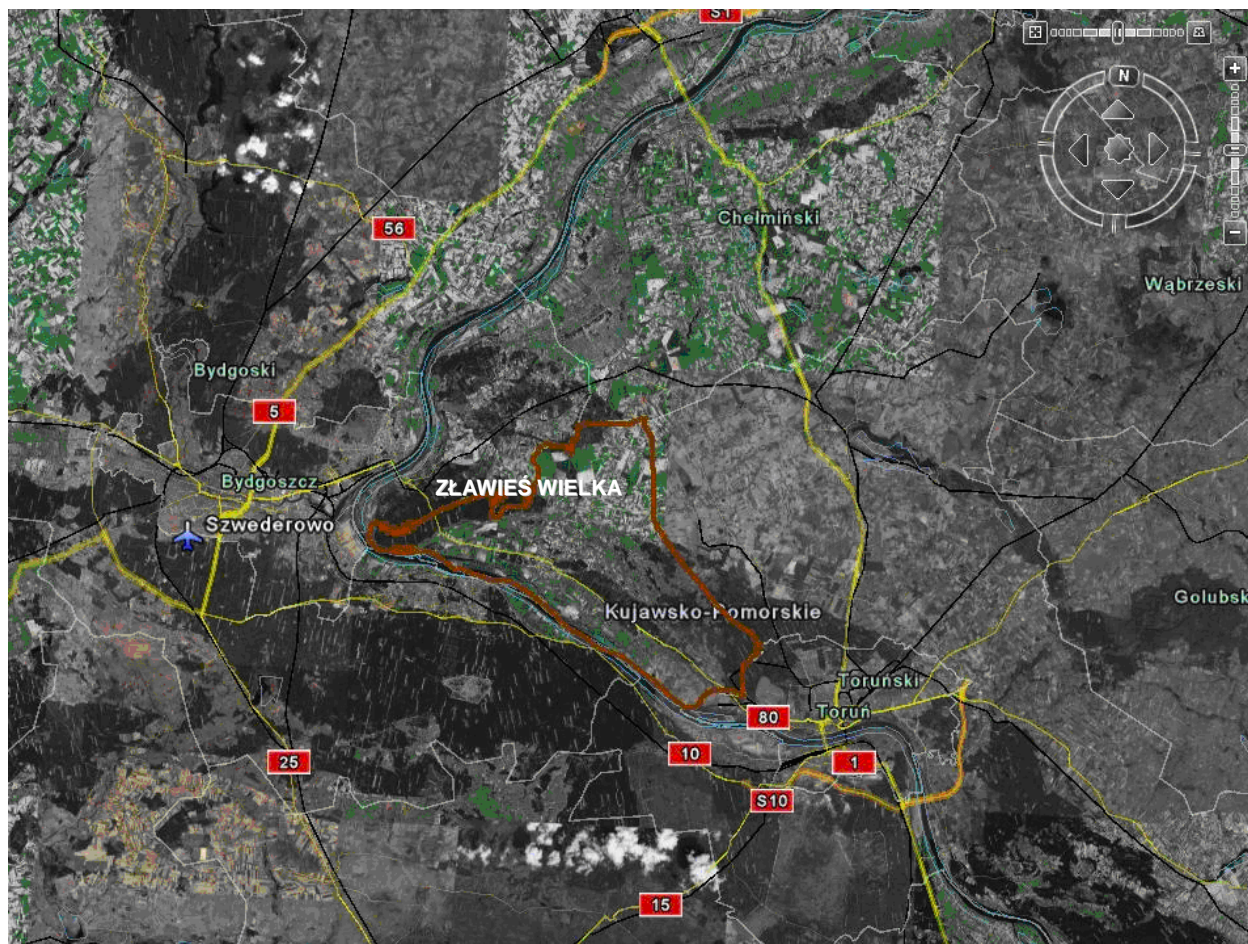 S1
N
56
Chełmiński
Wąbrzeski
Bydgoski
5
ZŁAWIEŚ WIELKA
Bydgoszcz
Szwederowo
Kujawsko-Pomorskie
Golubsk
Toruński
Toruń
80
10
1
25
S10
15